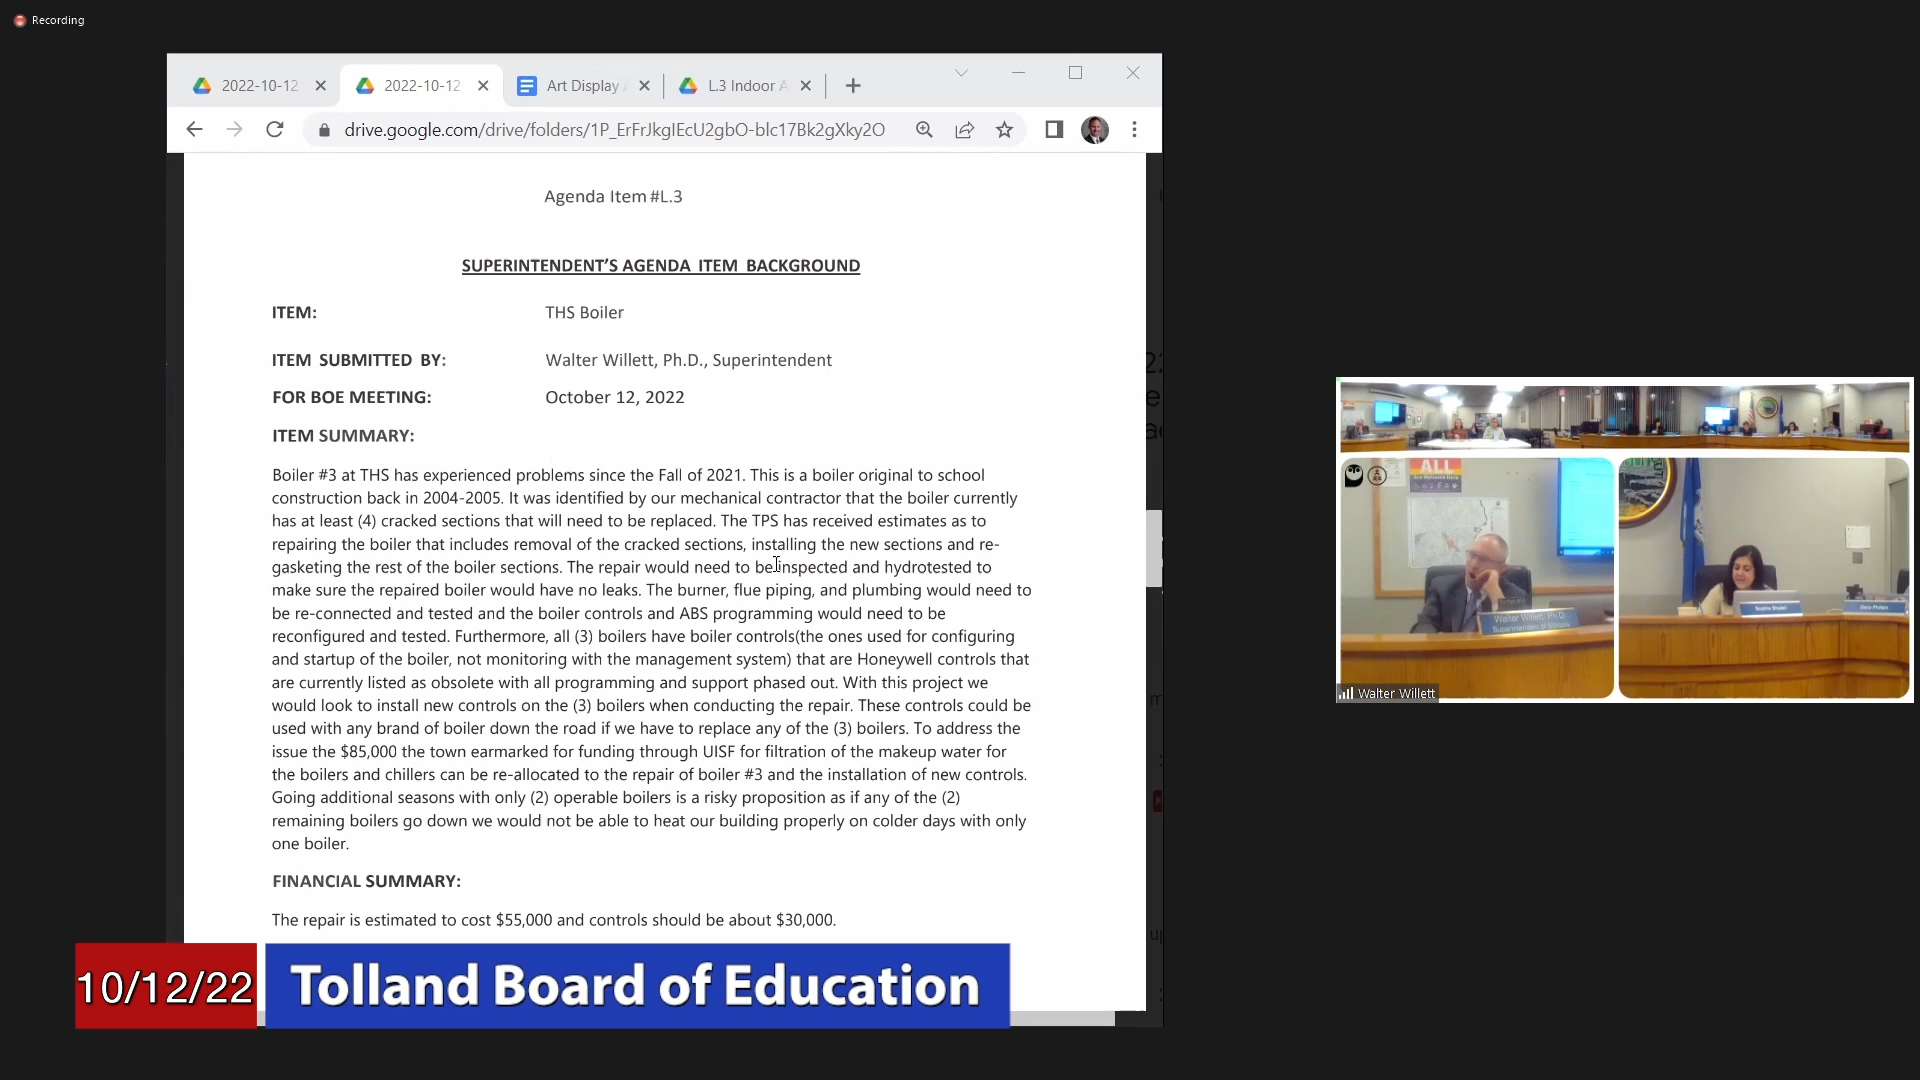 Recording
2022-10-12
2022-10-12
Art Display
L.3 Indoor A
drive.google.com/drive/folders/1P_ErFrJkgIEcU2gbO-blc17Bk2gXky2O
Agenda Item #L.3
SUPERINTENDENT'S AGENDA ITEM BACKGROUND
ITEM: THS Boiler
ITEM SUBMITTED BY: Walter Willett, Ph.D., Superintendent
FOR BOE MEETING: October 12, 2022
ITEM SUMMARY:
Boiler #3 at THS has experienced problems since the Fall of 2021. This is a boiler original to school
construction back in 2004-2005. It was identified by our mechanical contractor that the boiler currently
has at least (4) cracked sections that will need to be replaced. The TPS has received estimates as to
repairing the boiler that includes removal of the cracked sections, installing the new sections and re-
gasketing the rest of the boiler sections. The repair would need to be inspected and hydrotested to
make sure the repaired boiler would have no leaks. The burner, flue piping, and plumbing would need to
be re-connected and tested and the boiler controls and ABS programming would need to be
reconfigured and tested. Furthermore, all (3) boilers have boiler controls(the ones used for configuring
and startup of the boiler, not monitoring with the management system) that are Honeywell controls that
are currently listed as obsolete with all programming and support phased out. With this project we
would look to install new controls on the (3) boilers when conducting the repair. These controls could be
used with any brand of boiler down the road if we have to replace any of the (3) boilers. To address the
issue the $85,000 the town earmarked for funding through UISF for filtration of the makeup water for
the boilers and chillers can be re-allocated to the repair of boiler #3 and the installation of new controls.
Going additional seasons with only (2) operable boilers is a risky proposition as if any of the (2)
remaining boilers go down we would not be able to heat our building properly on colder days with only
one boiler.
FINANCIAL SUMMARY:
The repair is estimated to cost $55,000 and controls should be about $30,000.
10/12/22
Tolland Board of Education
ALL
Walter Willett, Ph.D.
Superintendent of Schools
Walter Willett